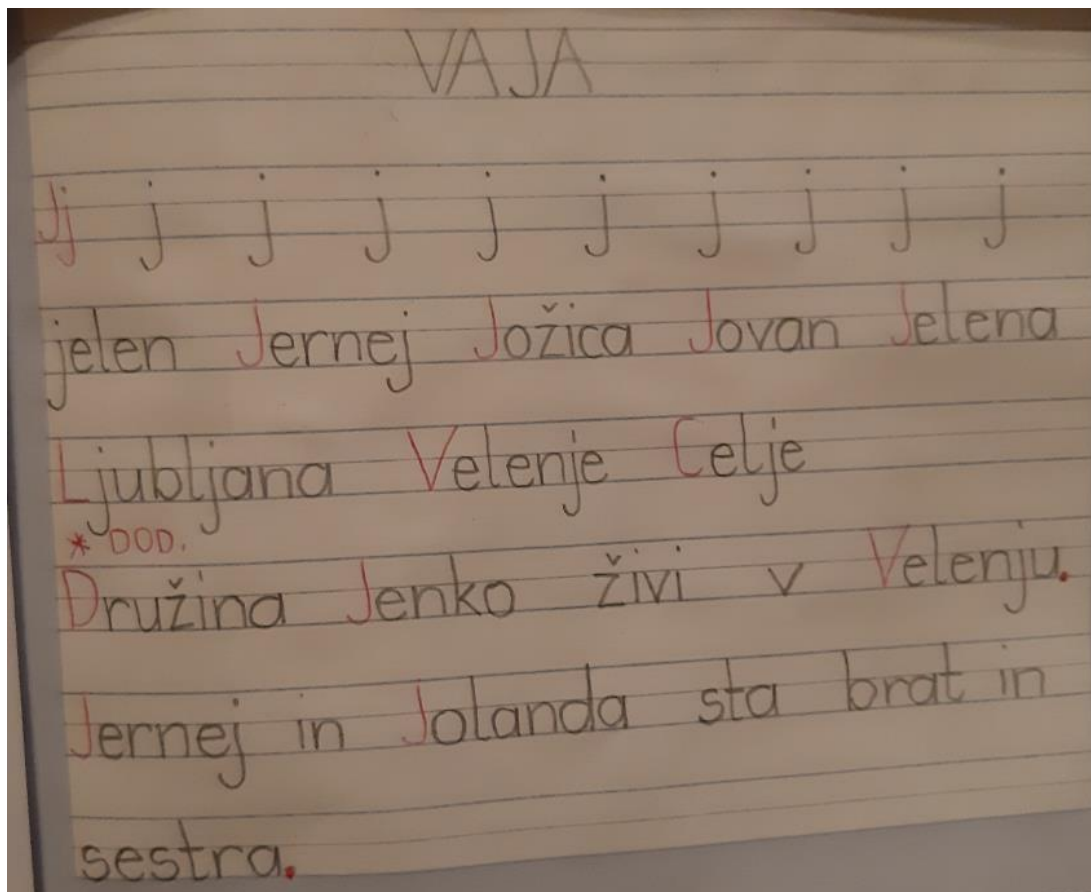 VAJA
Jj j j j j j j j j j
jelen Jernej Jožica Jovan Jelena
Ljubljana Velenje Celje
* DOD.
Družina Jenko živi v Velenju.
Jernej in Jolanda sta brat in
sestra.